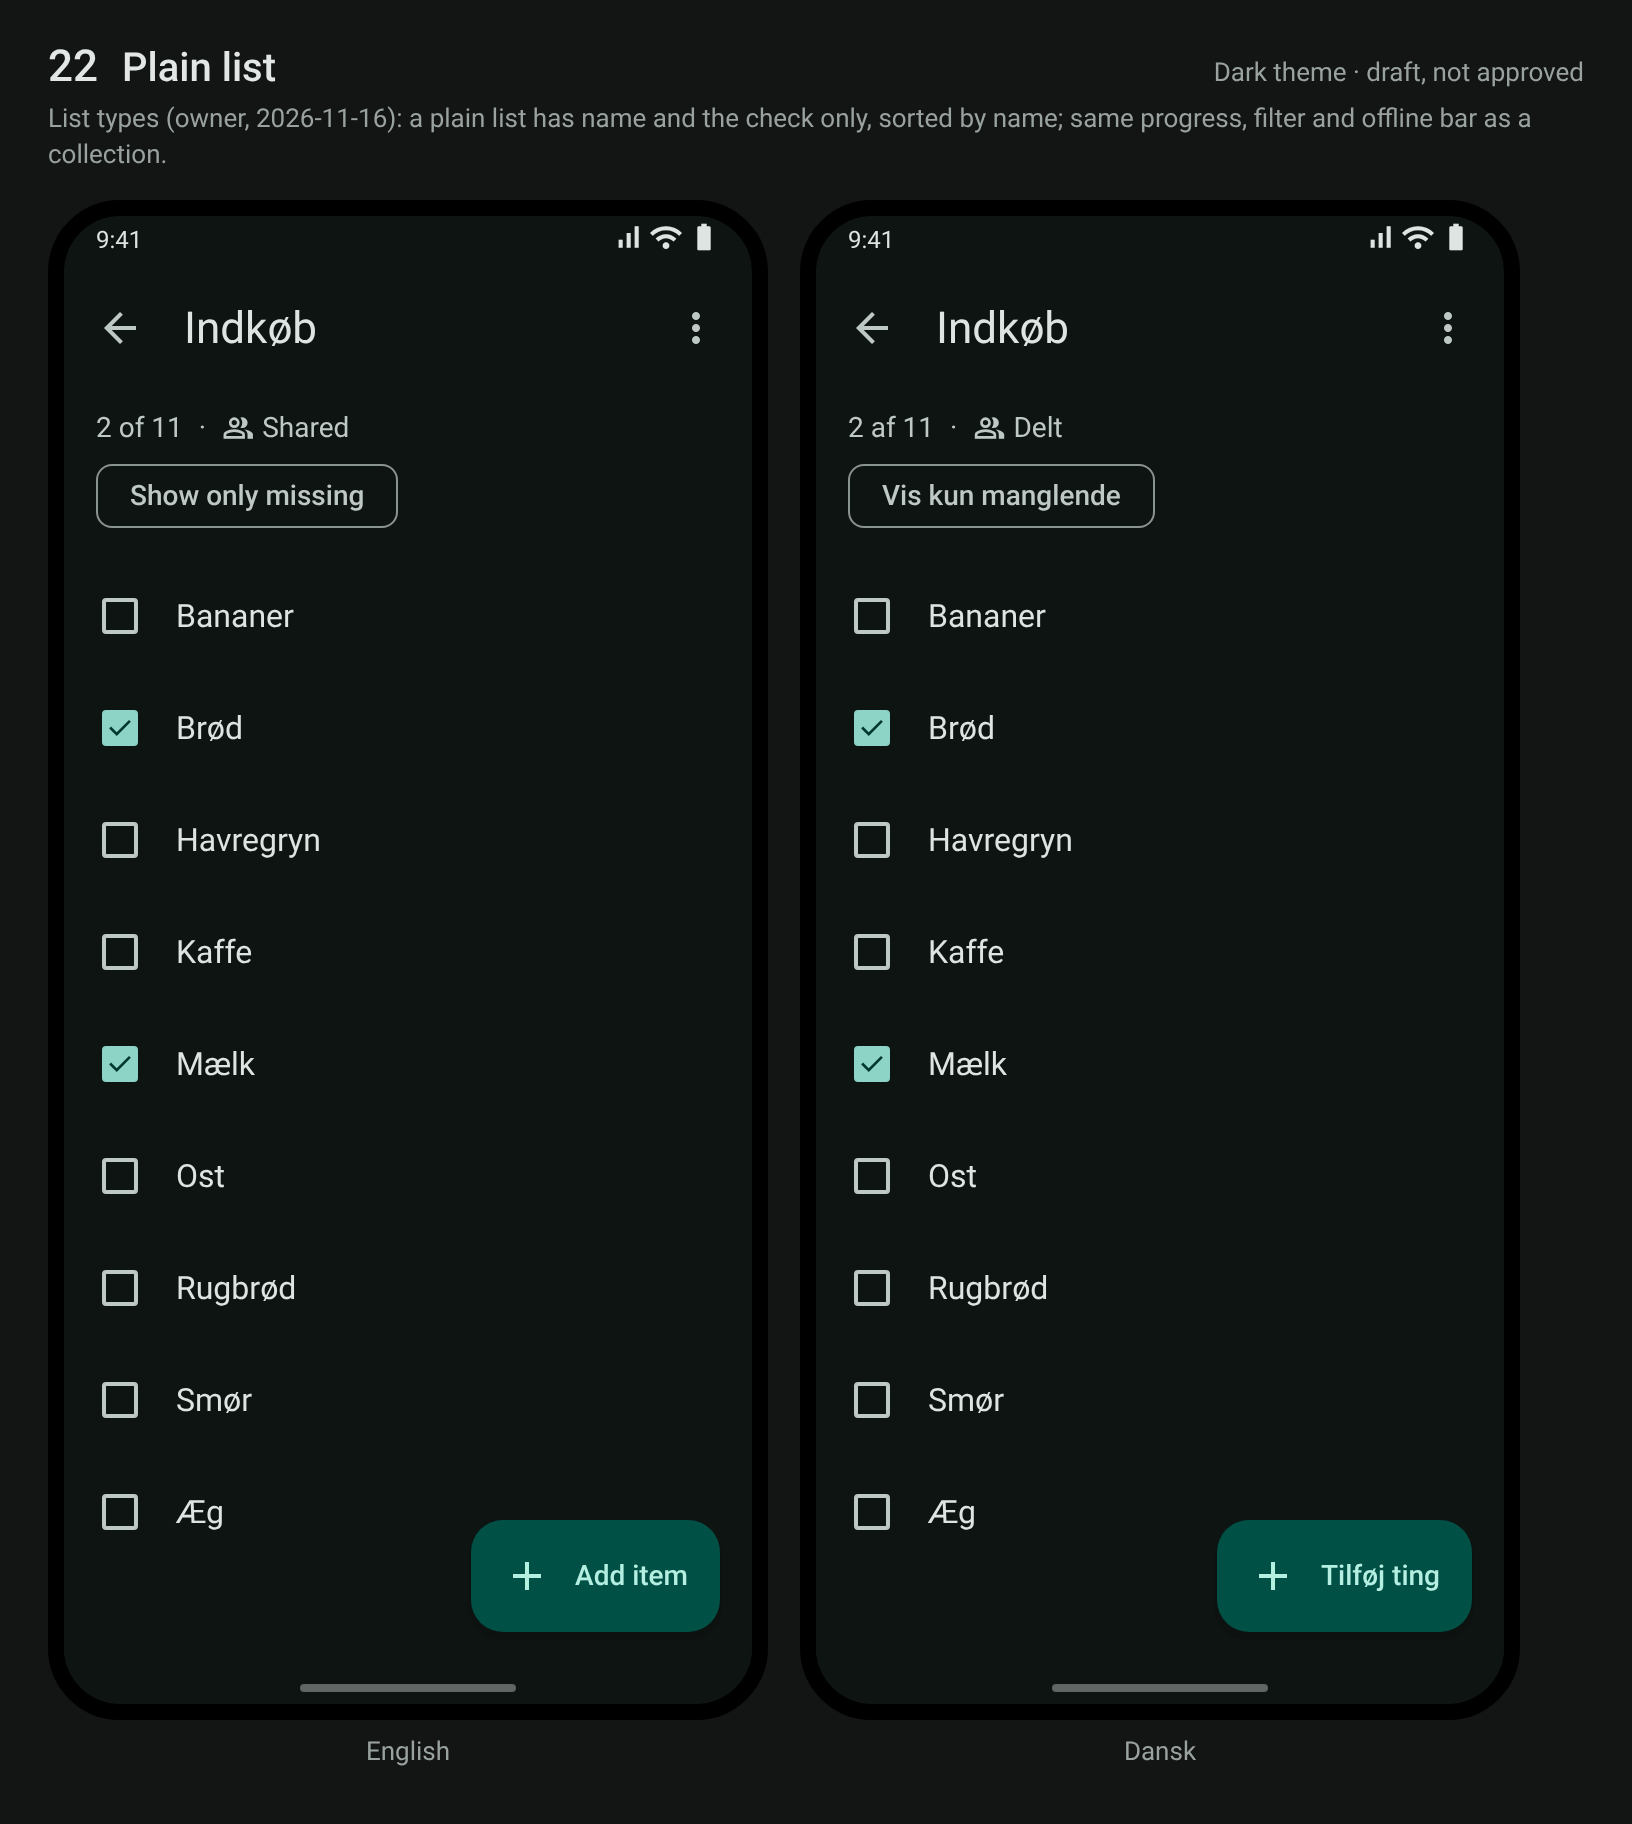 22 Plain list
Dark theme · draft, not approved
List types (owner, 2026-11-16): a plain list has name and the check only, sorted by name; same progress, filter and offline bar as a
collection.
9:41
Indkøb
2 of 11 · Shared
Show only missing
Bananer
Brød
Havregryn
Kaffe
Mælk
Ost
Rugbrød
Smør
Æg
Add item
English
9:41
Indkøb
2 af 11 · Delt
Vis kun manglende
Bananer
Brød
Havregryn
Kaffe
Mælk
Ost
Rugbrød
Smør
Æg
Tilføj ting
Dansk